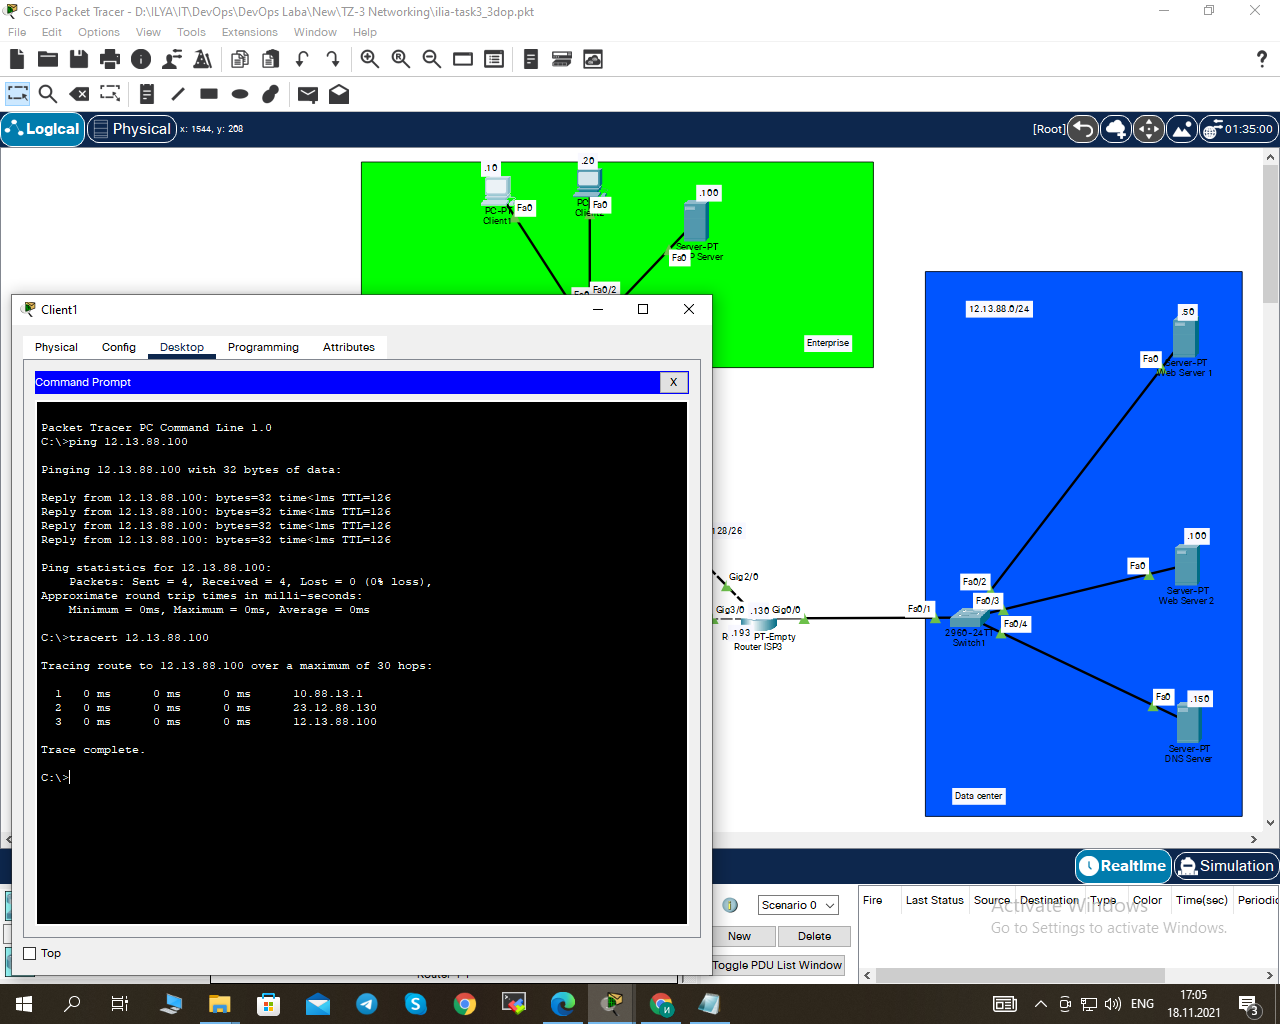 Cisco Packet Tracer - D:\ILYA\IT\DevOps\DevOps Laba\New\TZ-3 Networking\ilia-task3_3dop.pkt
File Edit Options View Tools Extensions Window Help
Logical Physical x: 1544, y: 208 [Root] 01:35:00
.10 .20
.100
PC-PT Fa0 Fa0
Client1
Server-PT
Fa0 P Server
Fa0/2
12.13.88.0/24
.50
Enterprise
Fa0 Server-PT
Web Server 1
Client1
Physical Config Desktop Programming Attributes
Command Prompt X
Packet Tracer PC Command Line 1.0
C:\>ping 12.13.88.100
Pinging 12.13.88.100 with 32 bytes of data:
Reply from 12.13.88.100: bytes=32 time<1ms TTL=126
Reply from 12.13.88.100: bytes=32 time<1ms TTL=126
Reply from 12.13.88.100: bytes=32 time<1ms TTL=126
Reply from 12.13.88.100: bytes=32 time<1ms TTL=126
Ping statistics for 12.13.88.100:
Packets: Sent = 4, Received = 4, Lost = 0 (0% loss),
Approximate round trip times in milli-seconds:
Minimum = 0ms, Maximum = 0ms, Average = 0ms
C:\>tracert 12.13.88.100
Tracing route to 12.13.88.100 over a maximum of 30 hops:
1 0 ms 0 ms 0 ms 10.88.13.1
2 0 ms 0 ms 0 ms 23.12.88.130
3 0 ms 0 ms 0 ms 12.13.88.100
Trace complete.
C:\>
Top
128/26
Gig2/0
Gig3/0 .130 Gig0/0
.193 PT-Empty
Router ISP3
.100
Fa0
Server-PT
Web Server 2
Fa0/2
Fa0/3
Fa0/1
Fa0/4
2960-24TT
Switch1
Fa0 .150
Server-PT
DNS Server
Data center
Realtime Simulation
Scenario 0
New Delete
Toggle PDU List Window
Fire Last Status Source Destination Type Color Time(sec) Periodic
Activate Windows
Go to Settings to activate Windows.
ENG
17:05
18.11.2021
3